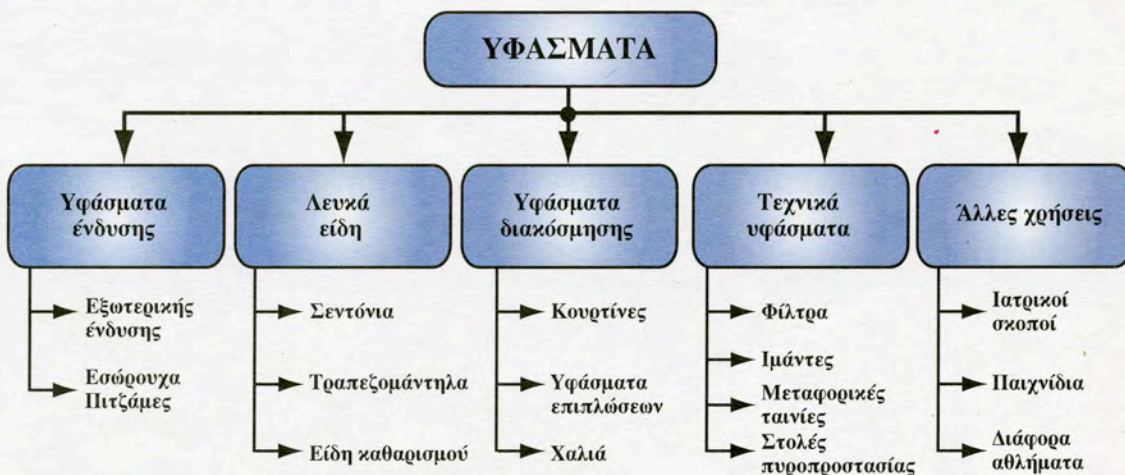 ΥΦΑΣΜΑΤΑ
Υφάσματα
ένδυσης
Λευκά
είδη
Υφάσματα
διακόσμησης
Τεχνικά
υφάσματα
Άλλες χρήσεις
Εξωτερικής
ένδυσης
Εσώρουχα
Πιτζάμες
Σεντόνια
Τραπεζομάντηλα
Είδη καθαρισμού
Κουρτίνες
Υφάσματα
επιπλώσεων
Χαλιά
Φίλτρα
Ιμάντες
Μεταφορικές
ταινίες
Στολές
πυροπροστασίας
Ιατρικοί
σκοποί
Παιχνίδια
Διάφορα
αθλήματα